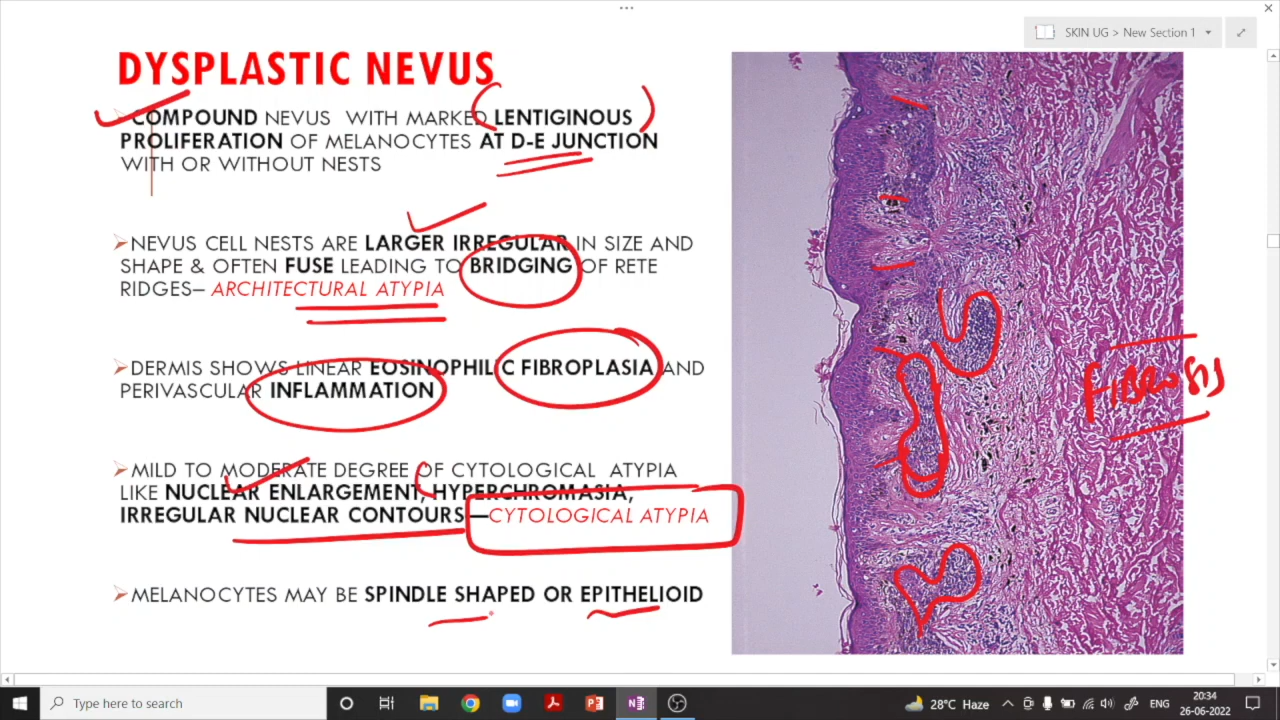 SKIN UG > New Section 1
DYSPLASTIC NEVUS
COMPOUND NEVUS WITH MARKED LENTIGINOUS
PROLIFERATION OF MELANOCYTES AT D-E JUNCTION
WITH OR WITHOUT NESTS
NEVUS CELL NESTS ARE LARGER IRREGULAR IN SIZE AND
SHAPE & OFTEN FUSE LEADING TO BRIDGING OF RETE
RIDGES– ARCHITECTURAL ATYPIA
DERMIS SHOWS LINEAR EOSINOPHILIC FIBROPLASIA AND
PERIVASCULAR INFLAMMATION
MILD TO MODERATE DEGREE OF CYTOLOGICAL ATYPIA
LIKE NUCLEAR ENLARGEMENT, HYPERCHROMASIA,
IRREGULAR NUCLEAR CONTOURS—CYTOLOGICAL ATYPIA
MELANOCYTES MAY BE SPINDLE SHAPED OR EPITHELIOID
FIBROSIS
Type here to search
28°C Haze
ENG
20:34
26-06-2022